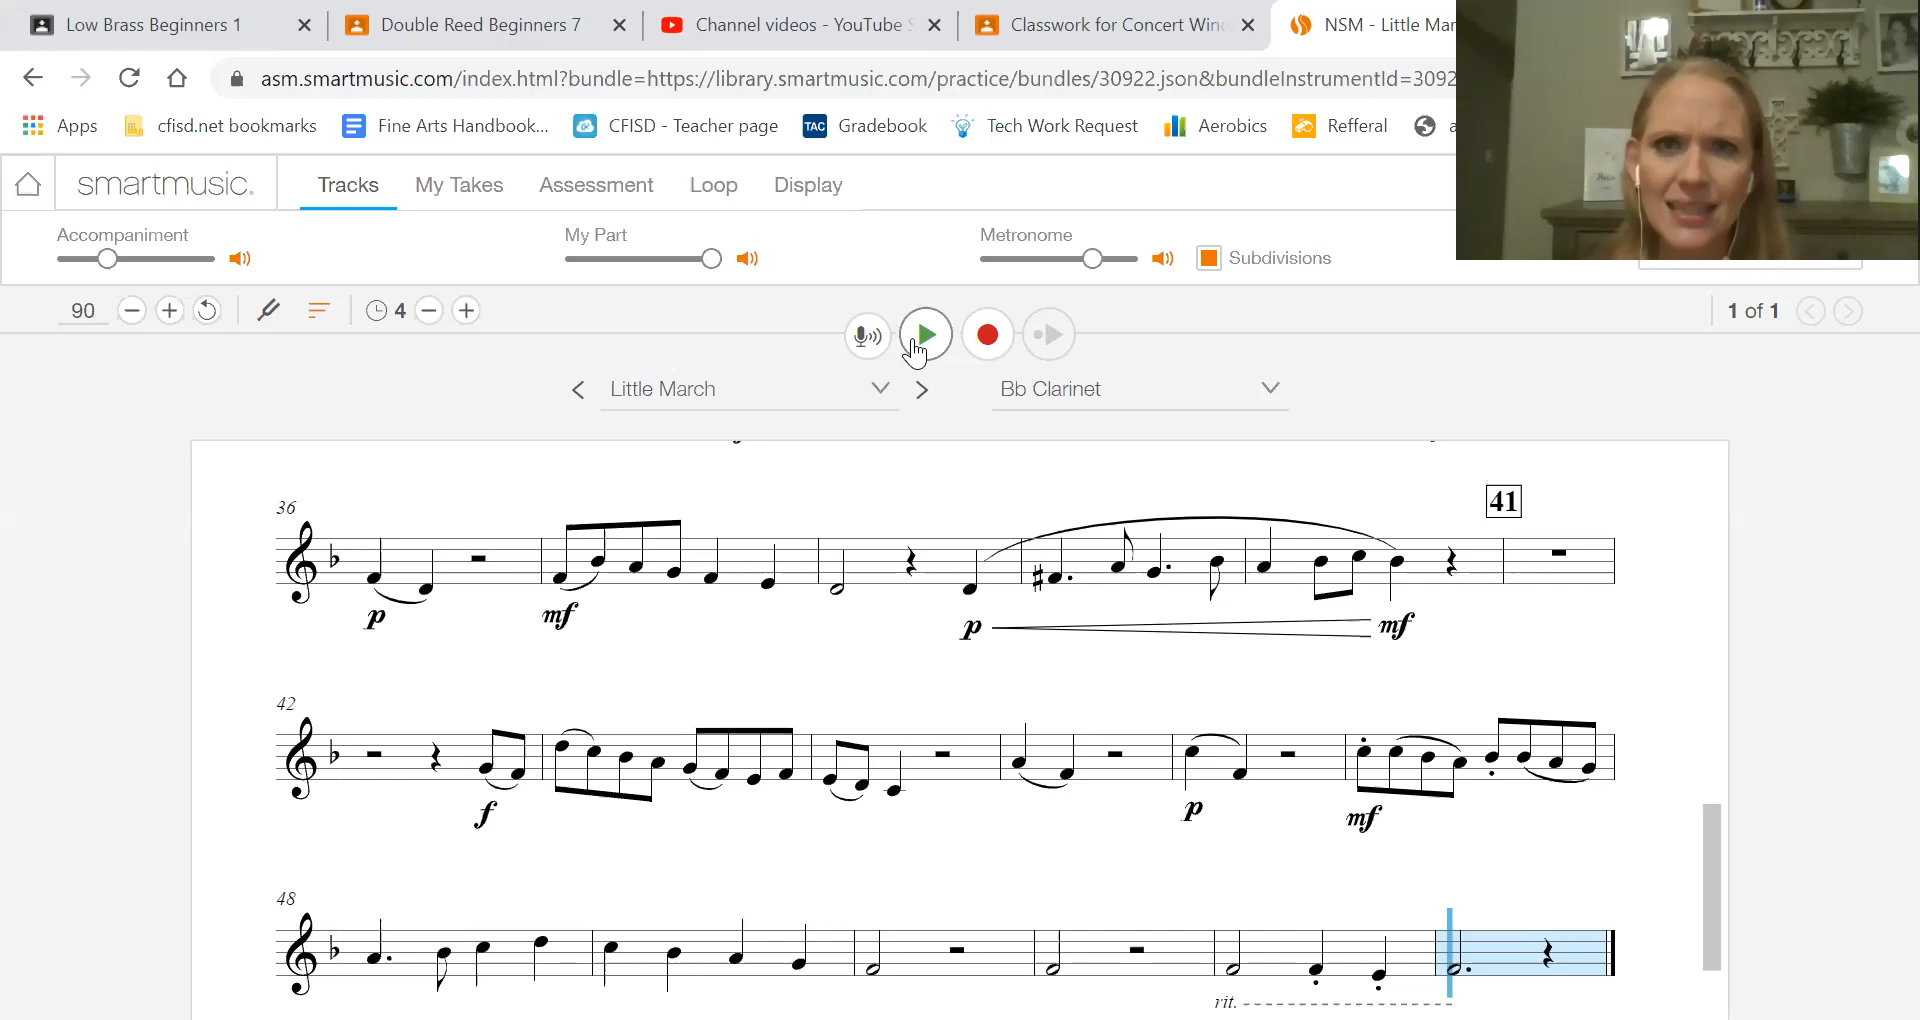 Low Brass Beginners 1
Double Reed Beginners 7
Channel videos - YouTube S
Classwork for Concert Win
NSM - Little Mar
asm.smartmusic.com/index.html?bundle=https://library.smartmusic.com/practice/bundles/30922.json&bundleInstrumentId=3092
Apps
cfisd.net bookmarks
Fine Arts Handbook...
CFISD - Teacher page
TAC
Gradebook
Tech Work Request
Aerobics
Refferal
a
smartmusic.
Tracks
My Takes
Assessment
Loop
Display
Accompaniment
My Part
Metronome
Subdivisions
90
4
1 of 1
Little March
Bb Clarinet
36
41
p
mf
p
mf
42
f
p
mf
48
rit.